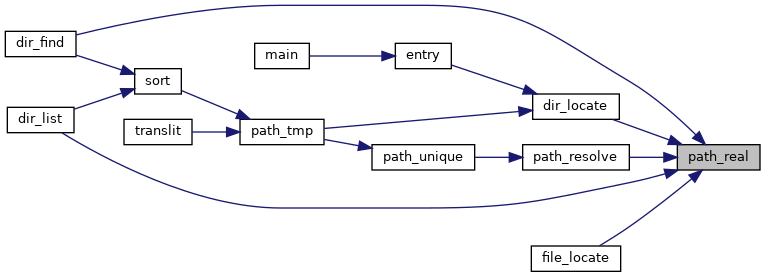 dir_find
main
entry
sort
dir_list
dir_locate
translit
path_tmp
path_unique
path_resolve
path_real
file_locate